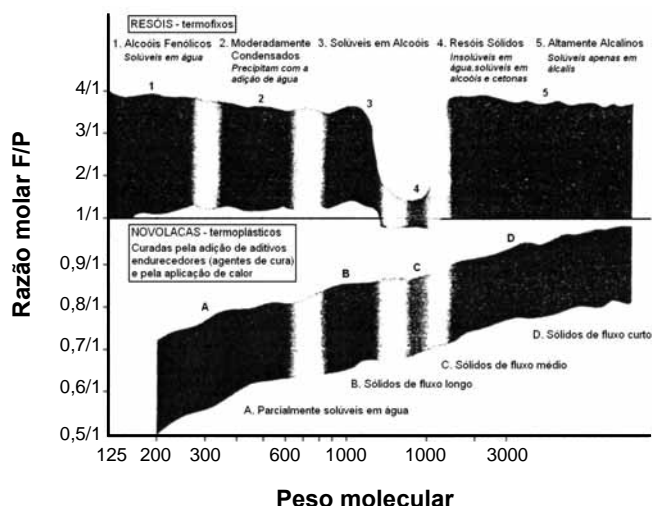 RESÓIS - termofixos
1. Alcoóis Fenólicos
Solúveis em água
2. Moderadamente
Condensados
Precipitam com a
adição de água
3. Solúveis em Alcoóis
4. Resóis Sólidos
Insolúveis em
água,solúveis em
alcoóis e cetonas
5. Altamente Alcalinos
Solúveis apenas em
álcalis
Razão molar F/P
4/1
3/1
2/1
1/1
0,9/1
0,8/1
0,7/1
0,6/1
0,5/1
1
2
3
4
5
NOVOLACAS - termoplásticos
Curadas pela adição de aditivos
endurecedores (agentes de cura)
e pela aplicação de calor
A
B
C
D
D. Sólidos de fluxo curto
C. Sólidos de fluxo médio
B. Sólidos de fluxo longo
A. Parcialmente solúveis em água
125 200 300 600 1000 1000 3000
Peso molecular